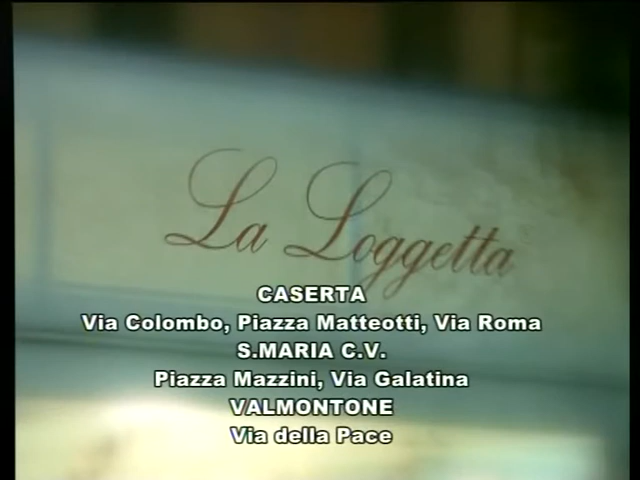 La Loggetta
CASERTA
Via Colombo, Piazza Matteotti, Via Roma
S.MARIA C.V.
Piazza Mazzini, Via Galatina
VALMONTONE
Via della Pace